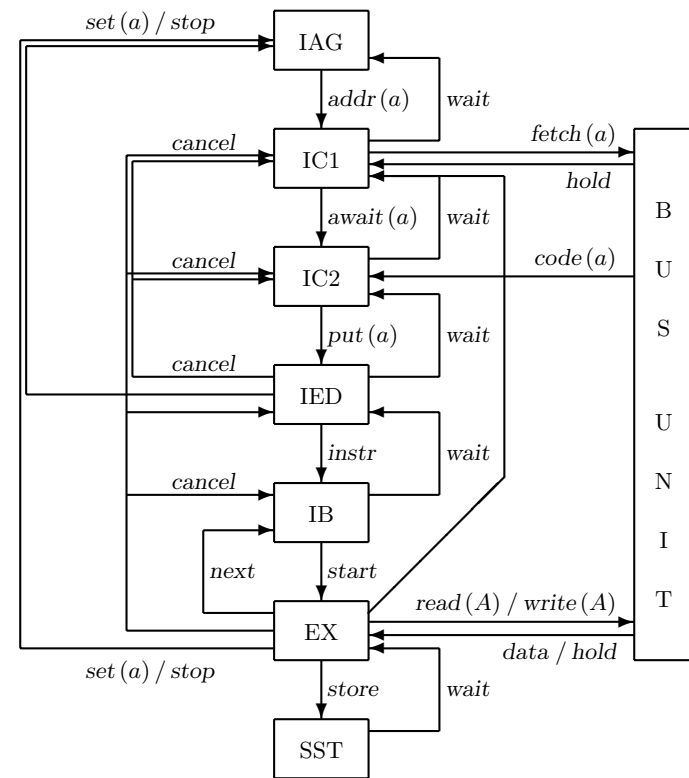 set(a) / stop
IAG
addr(a)
wait
cancel
IC1
fetch(a)
hold
await(a)
wait
cancel
IC2
code(a)
put(a)
wait
cancel
IED
instr
wait
cancel
IB
next
start
read(A) / write(A)
EX
data / hold
set(a) / stop
store
wait
SST
B
U
S
U
N
I
T